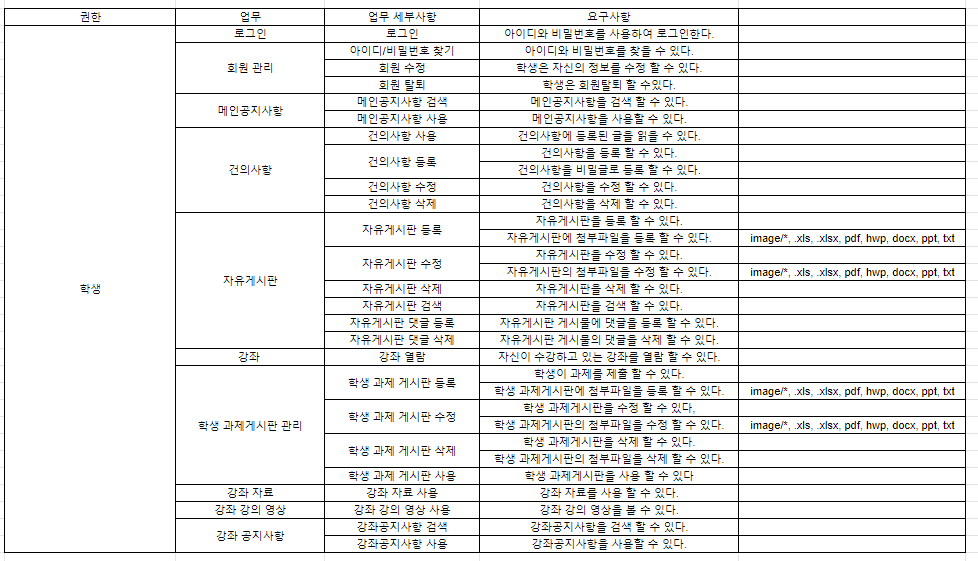 권한 업무 업무 세부사항 요구사항
학생 로그인 로그인 아이디와 비밀번호를 사용하여 로그인한다.
회원 관리 아이디/비밀번호 찾기 아이디와 비밀번호를 찾을 수 있다.
회원 수정 학생은 자신의 정보를 수정 할 수 있다.
회원 탈퇴 학생은 회원탈퇴 할 수있다.
메인공지사항 메인공지사항 검색 메인공지사항을 검색 할 수 있다.
메인공지사항 사용 메인공지사항을 사용할 수 있다.
건의사항 건의사항 사용 건의사항에 등록된 글을 읽을 수 있다.
건의사항 등록 건의사항을 등록 할 수 있다.
건의사항을 비밀글로 등록 할 수 있다.
건의사항 수정 건의사항을 수정 할 수 있다.
건의사항 삭제 건의사항을 삭제 할 수 있다.
자유게시판 자유게시판 등록 자유게시판을 등록 할 수 있다.
자유게시판에 첨부파일을 등록 할 수 있다. image/*, .xls, .xlsx, pdf, hwp, docx, ppt, txt
자유게시판 수정 자유게시판을 수정 할 수 있다.
자유게시판의 첨부파일을 수정 할 수 있다. image/*, .xls, .xlsx, pdf, hwp, docx, ppt, txt
자유게시판 삭제 자유게시판을 삭제 할 수 있다.
자유게시판 검색 자유게시판을 검색 할 수 있다.
자유게시판 댓글 등록 자유게시판 게시물에 댓글을 등록 할 수 있다.
자유게시판 댓글 삭제 자유게시판 게시물의 댓글을 삭제 할 수 있다.
강좌 강좌 열람 자신이 수강하고 있는 강좌를 열람 할 수 있다.
학생 과제게시판 관리 학생 과제 게시판 등록 학생이 과제를 제출 할 수 있다.
학생 과제게시판에 첨부파일을 등록 할 수 있다. image/*, .xls, .xlsx, pdf, hwp, docx, ppt, txt
학생 과제 게시판 수정 학생 과제게시판을 수정 할 수 있다,
학생 과제게시판의 첨부파일을 수정 할 수 있다. image/*, .xls, .xlsx, pdf, hwp, docx, ppt, txt
학생 과제 게시판 삭제 학생 과제게시판을 삭제 할 수 있다.
학생 과제게시판의 첨부파일을 삭제 할 수 있다.
학생 과제 게시판 사용 학생 과제게시판을 사용 할 수 있다
강좌 자료 강좌 자료 사용 강좌 자료를 사용 할 수 있다.
강좌 강의 영상 강좌 강의 영상 사용 강좌 강의 영상을 볼 수 있다.
강좌 공지사항 강좌공지사항 검색 강좌공지사항을 검색 할 수 있다,
강좌공지사항 사용 강좌공지사항을 사용할 수 있다.